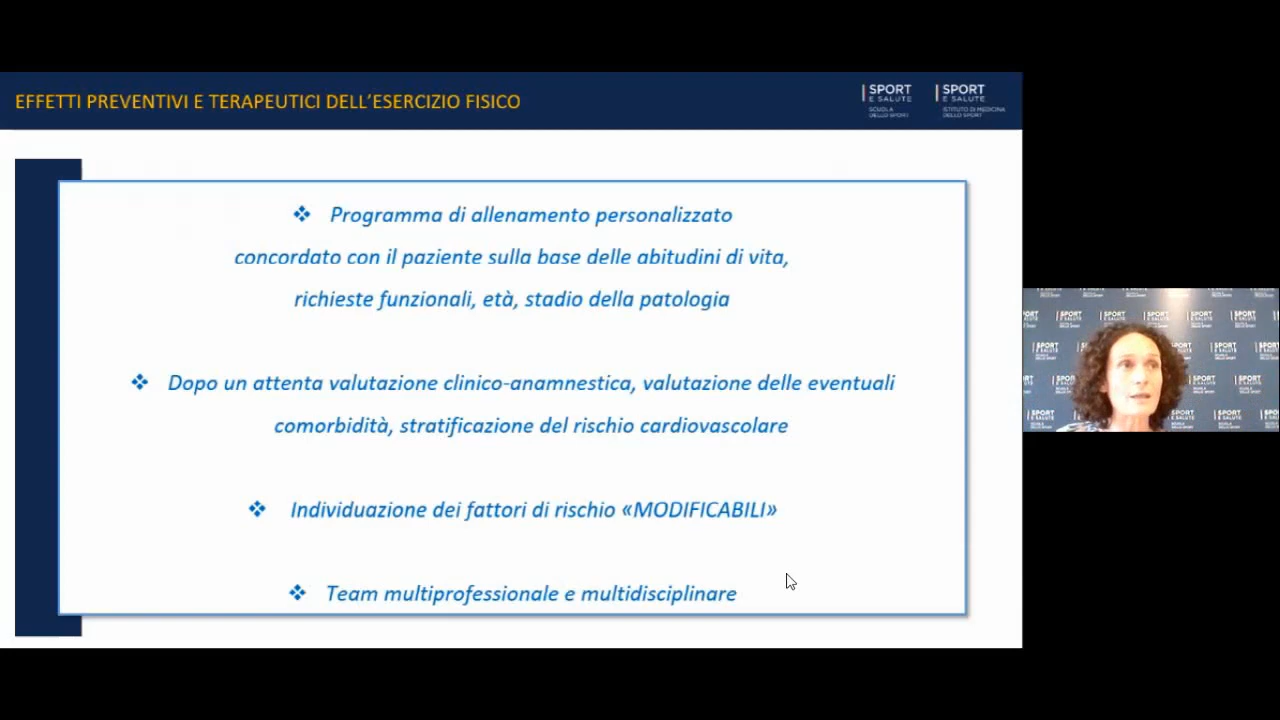 EFFETTI PREVENTIVI E TERAPEUTICI DELL'ESERCIZIO FISICO
SPORT
E SALUTE
SCUOLA
DELLO SPORT
SPORT
E SALUTE
ISTITUTO DI MEDICINA
DELLO SPORT
Programma di allenamento personalizzato
concordato con il paziente sulla base delle abitudini di vita,
richieste funzionali, età, stadio della patologia
Dopo un attenta valutazione clinico-anamnestica, valutazione delle eventuali
comorbidità, stratificazione del rischio cardiovascolare
Individuazione dei fattori di rischio «MODIFICABILI»
Team multiprofessionale e multidisciplinare
SPORT
E SALUTE